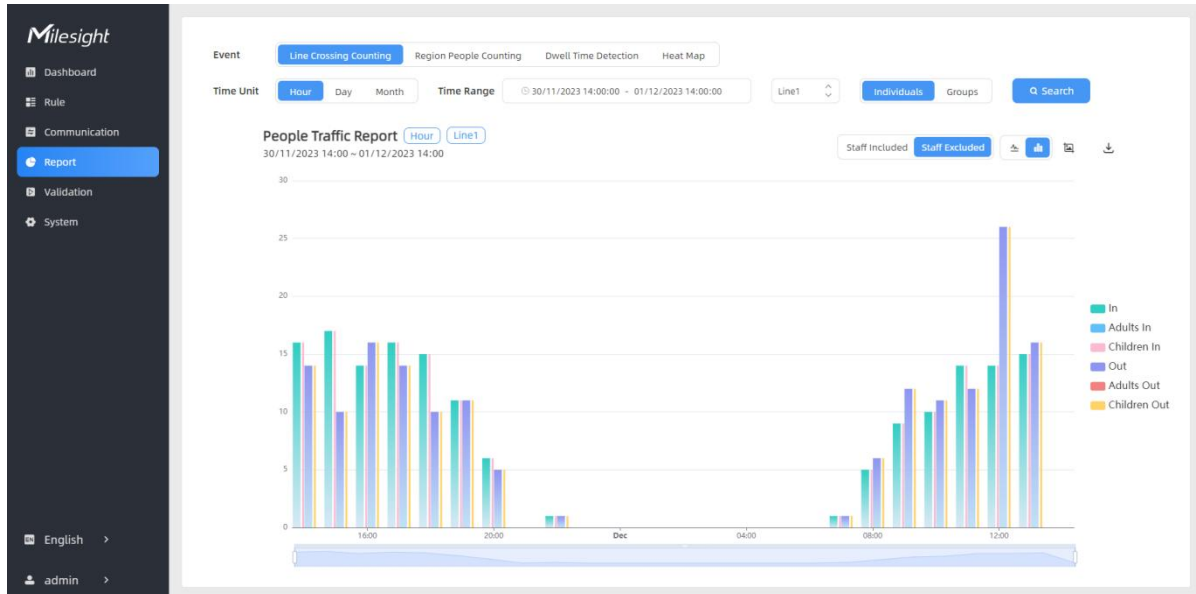 Milesight
Dashboard
Rule
Communication
Report
Validation
System
EN English >
admin >
Event Line Crossing Counting Region People Counting Dwell Time Detection Heat Map
Time Unit Hour Day Month Time Range 30/11/2023 14:00:00 - 01/12/2023 14:00:00 Line1 Individuals Groups Search
People Traffic Report Hour Line1
30/11/2023 14:00 ~ 01/12/2023 14:00
Staff Included Staff Excluded
30
25
20
15
10
5
0
16:00 20:00 Dec 04:00 08:00 12:00
In
Adults In
Children In
Out
Adults Out
Children Out